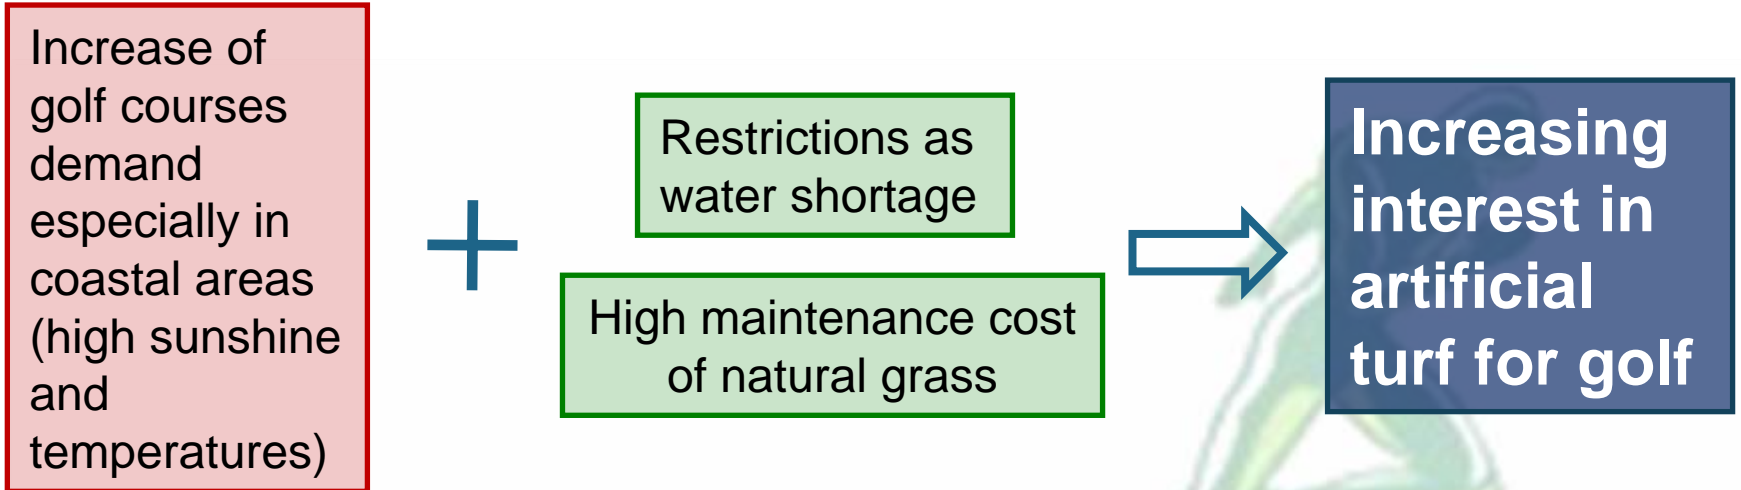 Increase of
golf courses
demand
especially in
coastal areas
(high sunshine
and
temperatures)
+
Restrictions as
water shortage
High maintenance cost
of natural grass
Increasing
interest in
artificial
turf for golf